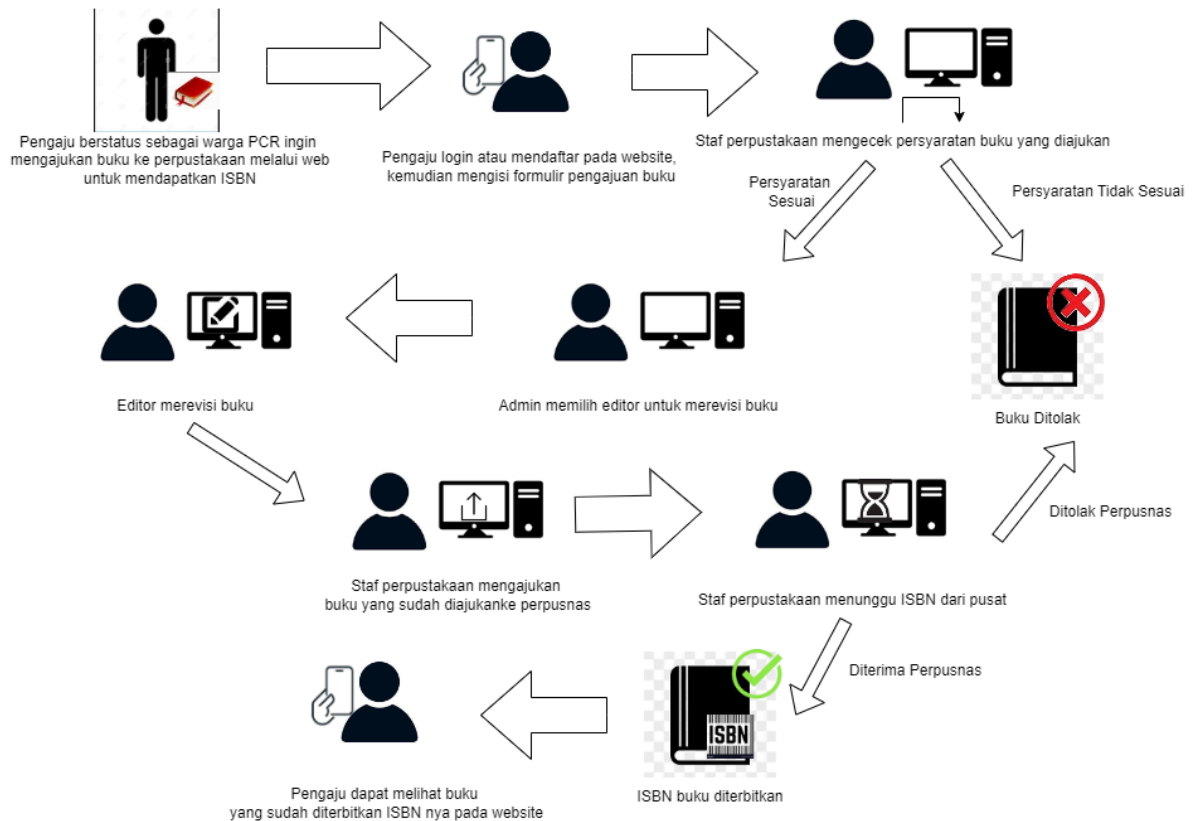 Pengaju berstatus sebagai warga PCR ingin
mengajukan buku ke perpustakaan melalui web
untuk mendapatkan ISBN
Pengaju login atau mendaftar pada website,
kemudian mengisi formulir pengajuan buku
Staf perpustakaan mengecek persyaratan buku yang diajukan
Persyaratan
Sesuai
Persyaratan Tidak Sesuai
Editor merevisi buku
Admin memilih editor untuk merevisi buku
Buku Ditolak
Staf perpustakaan mengajukan
buku yang sudah diajukanke perpusnas
Staf perpustakaan menunggu ISBN dari pusat
Ditolak Perpusnas
Diterima Perpusnas
ISBN
ISBN buku diterbitkan
Pengaju dapat melihat buku
yang sudah diterbitkan ISBN nya pada website